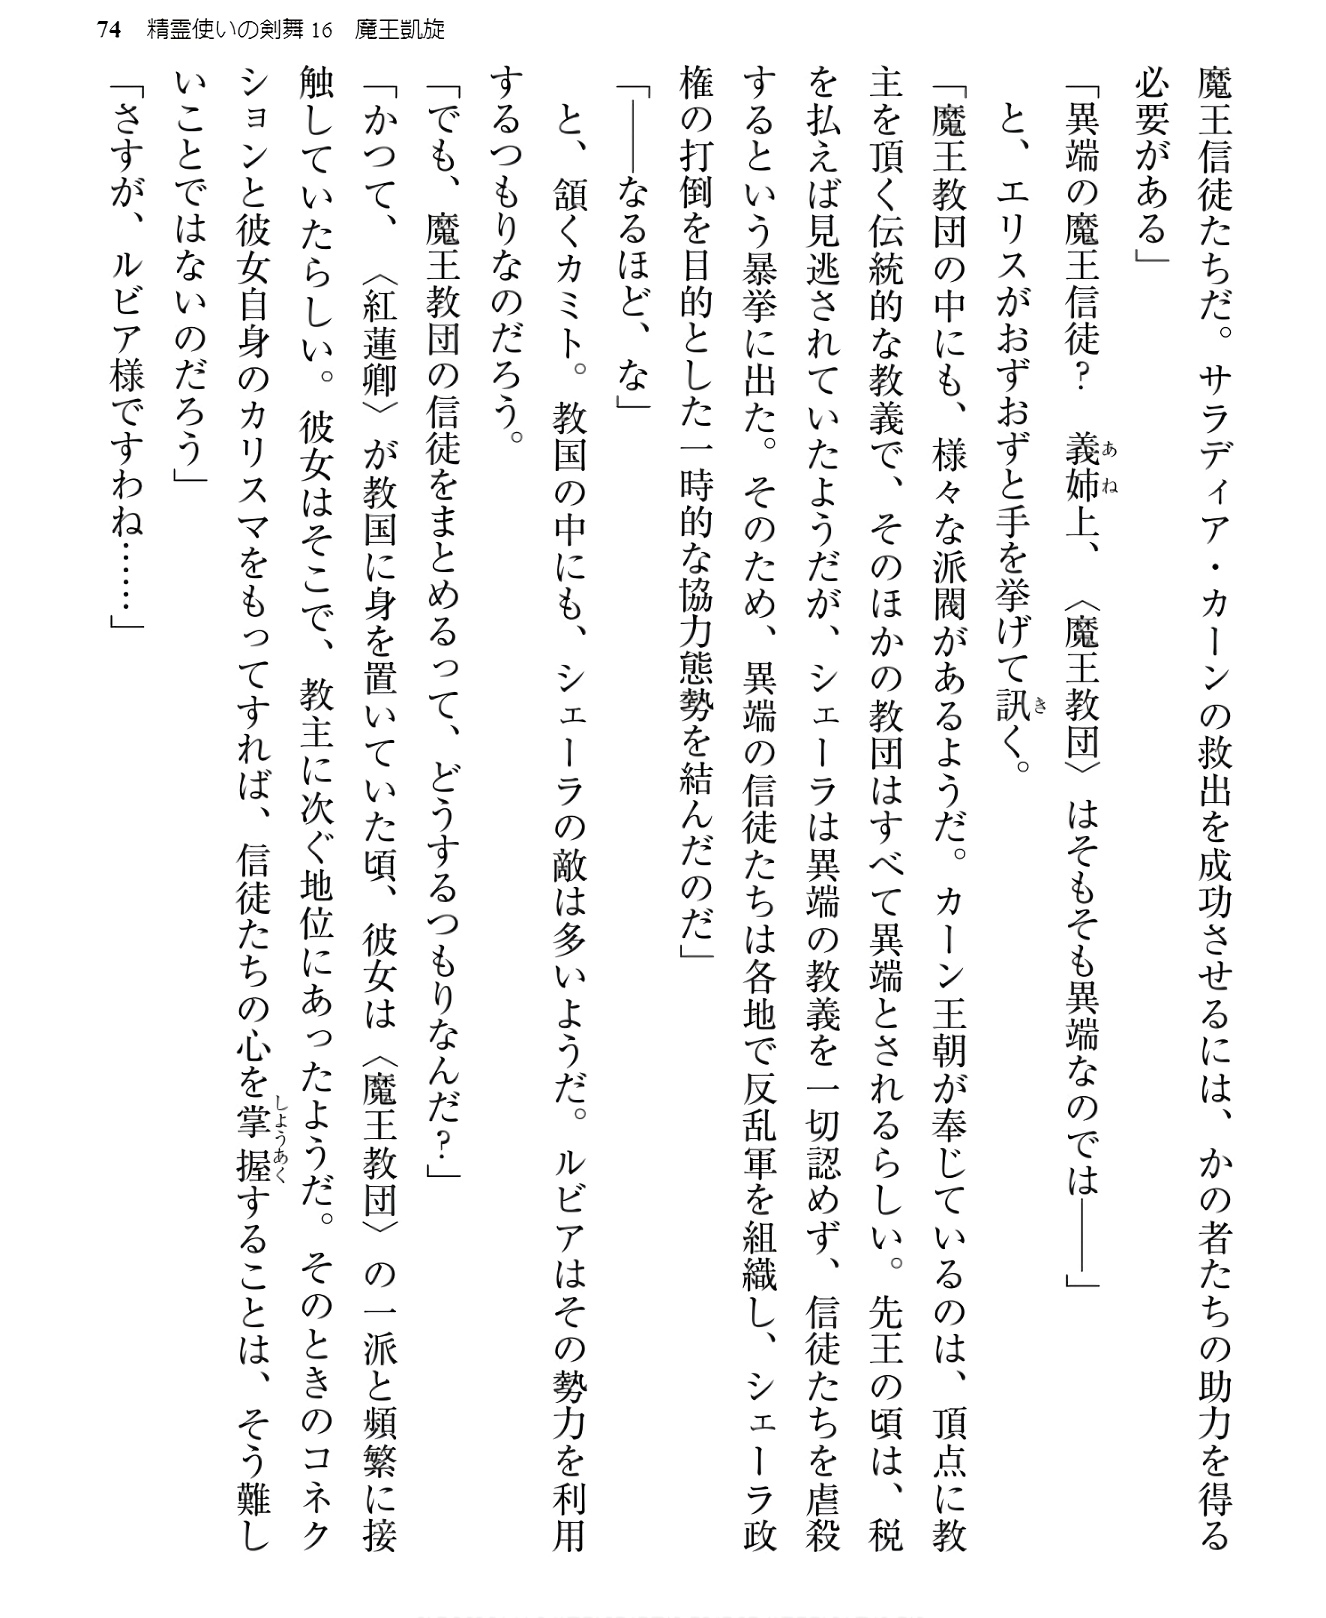 74 精霊使いの剣舞16 魔王凱旋
魔王信徒たちだ。サラディア・カーンの救出を成功させるには、かの者たちの助力を得る
必要がある」
「異端の魔王信徒？　義姉上、〈魔王教団〉はそもそも異端なのでは――」
あね
と、エリスがおずおずと手を挙げて訊く。
き
「魔王教団の中にも、様々な派閥があるようだ。カーン王朝が奉じているのは、頂点に教
主を頂く伝統的な教義で、そのほかの教団はすべて異端とされるらしい。先王の頃は、税
を払えば見逃されていたようだが、シェーラは異端の教義を一切認めず、信徒たちを虐殺
するという暴挙に出た。そのため、異端の信徒たちは各地で反乱軍を組織し、シェーラ政
権の打倒を目的とした一時的な協力態勢を結んだのだ」
「――なるほど、な」
と、頷くカミト。教国の中にも、シェーラの敵は多いようだ。ルビアはその勢力を利用
するつもりなのだろう。
「でも、魔王教団の信徒をまとめるって、どうするつもりなんだ？」
「かつて、〈紅蓮卿〉が教国に身を置いていた頃、彼女は〈魔王教団〉の一派と頻繁に接
触していたらしい。彼女はそこで、教主に次ぐ地位にあったようだ。そのときのコネク
ションと彼女自身のカリスマをもってすれば、信徒たちの心を掌握することは、そう難し
しようあく
いことではないのだろう」
「さすが、ルビア様ですわね……」